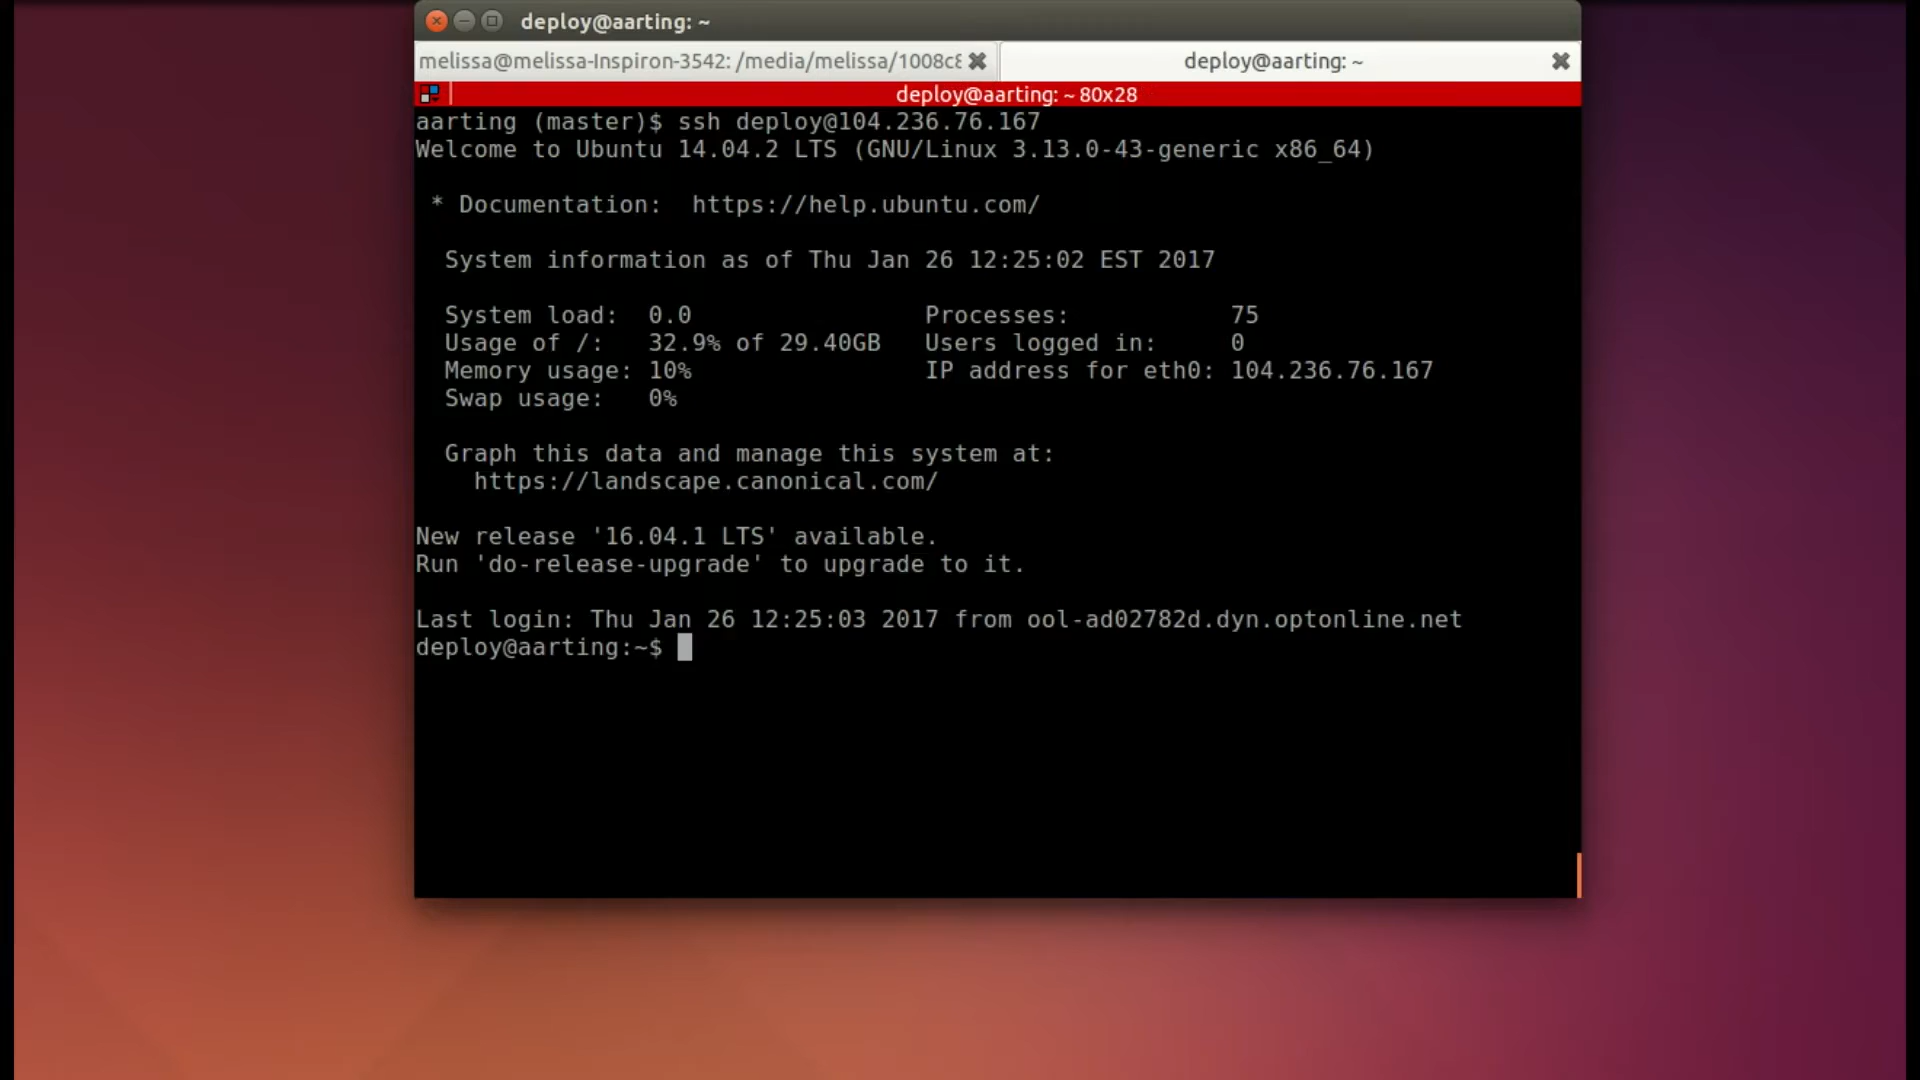 deploy@aarting: ~
melissa@melissa-Inspiron-3542: /media/melissa/1008c8
deploy@aarting: ~
deploy@aarting: ~ 80x28
aarting (master)$ ssh deploy@104.236.76.167
Welcome to Ubuntu 14.04.2 LTS (GNU/Linux 3.13.0-43-generic x86_64)
* Documentation:  https://help.ubuntu.com/
System information as of Thu Jan 26 12:25:02 EST 2017
System load:  0.0                Processes:           75
Usage of /:   32.9% of 29.40GB   Users logged in:     0
Memory usage: 10%                IP address for eth0: 104.236.76.167
Swap usage:   0%
Graph this data and manage this system at:
https://landscape.canonical.com/
New release '16.04.1 LTS' available.
Run 'do-release-upgrade' to upgrade to it.
Last login: Thu Jan 26 12:25:03 2017 from ool-ad02782d.dyn.optonline.net
deploy@aarting:~$